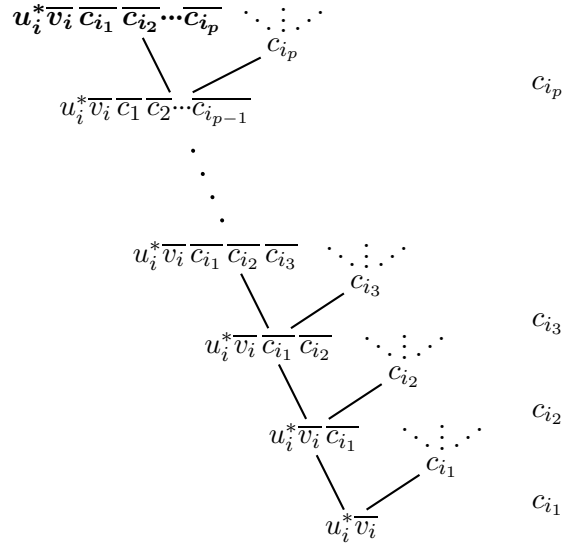 u_i^* \overline{v_i} \overline{c_{i_1}} \overline{c_{i_2}} ⋯ \overline{c_{i_p}}
c_{i_p}
c_{i_p}
u_i^* \overline{v_i} \overline{c_1} \overline{c_2} ⋯ \overline{c_{i_{p-1}}}
u_i^* \overline{v_i} \overline{c_{i_1}} \overline{c_{i_2}} \overline{c_{i_3}}
c_{i_3}
c_{i_3}
u_i^* \overline{v_i} \overline{c_{i_1}} \overline{c_{i_2}}
c_{i_2}
c_{i_2}
u_i^* \overline{v_i} \overline{c_{i_1}}
c_{i_1}
c_{i_1}
u_i^* \overline{v_i}